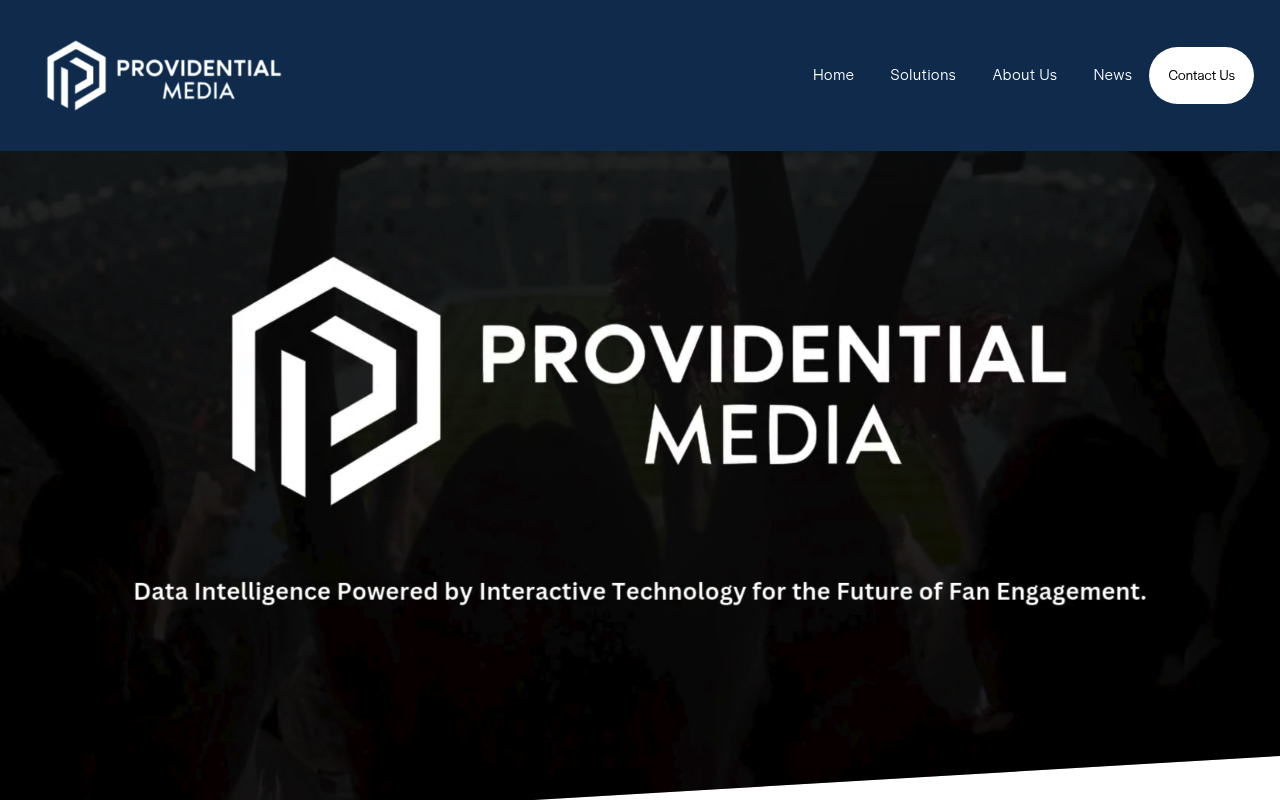 PROVIDENTIAL
MEDIA
Home
Solutions
About Us
News
Contact Us
PROVIDENTIAL
MEDIA
Data Intelligence Powered by Interactive Technology for the Future of Fan Engagement.